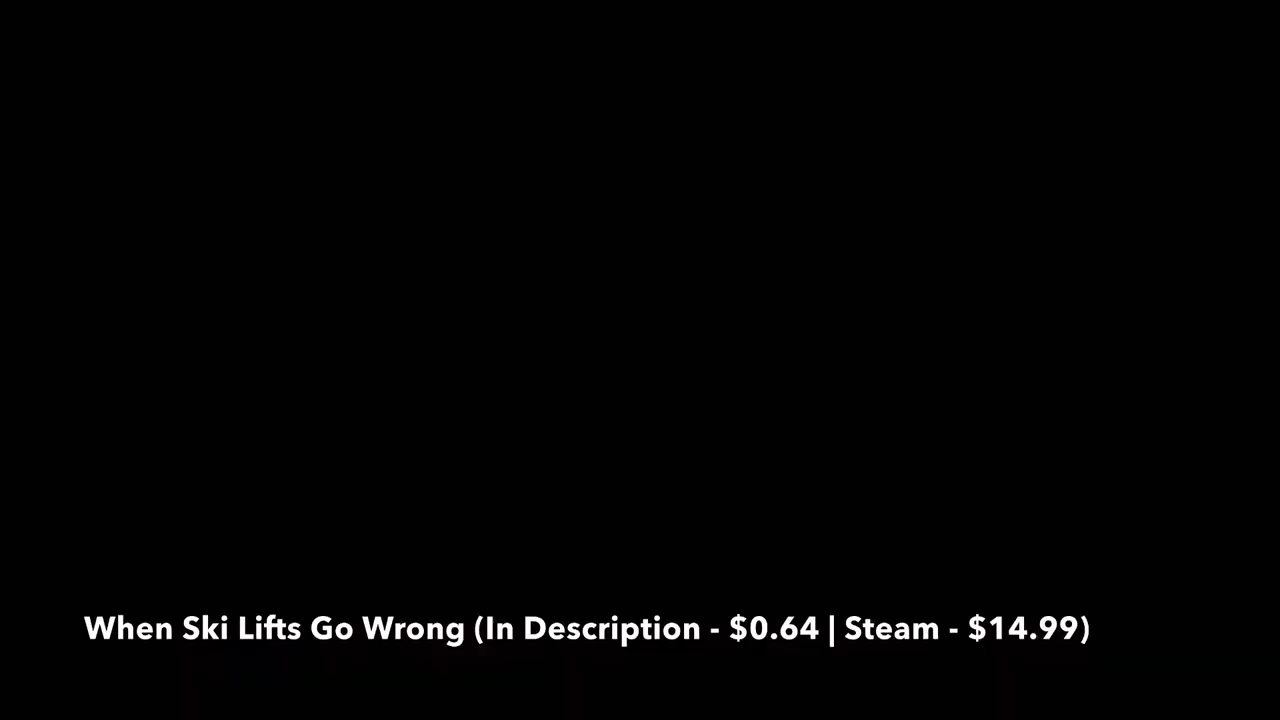 When Ski Lifts Go Wrong (In Description - $0.64 | Steam - $14.99)